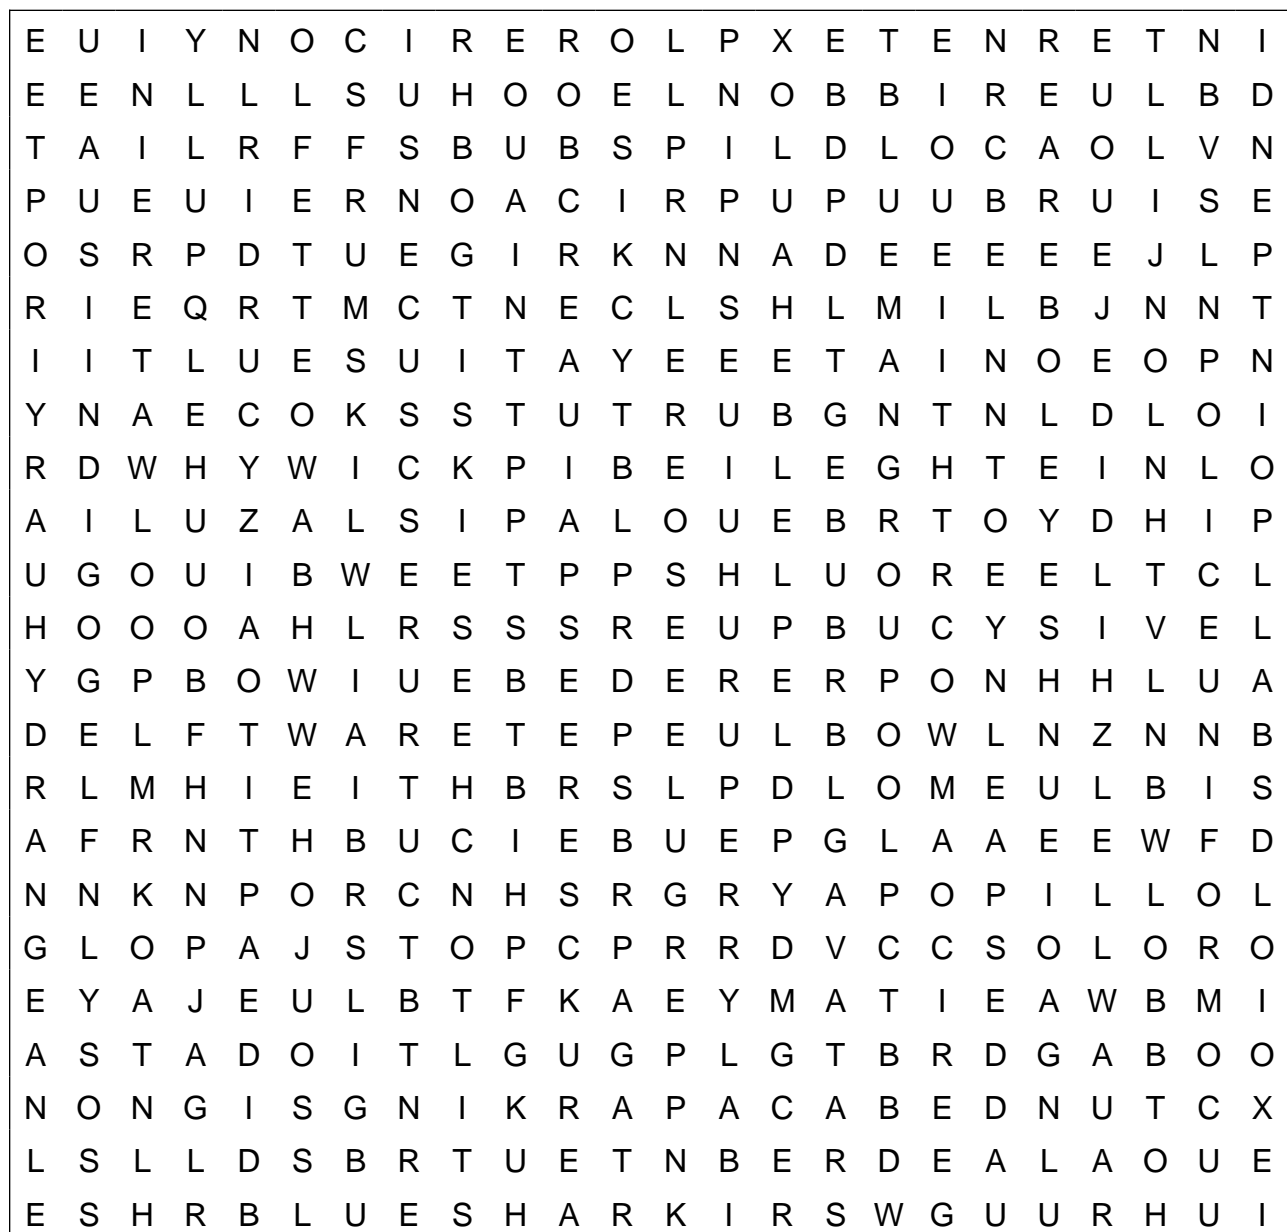 E U I Y N O C I R E R O L P X E T E N R E T N I
E E N L L L S U H O O E L N O B B I R E U L B D
T A I L R F F S B U B S P I L D L O C A O L V N
P U E U I E R N O A C I R P U P U U B R U I S E
O S R P D T U E G I R K N N A D E E E E E J L P
R I E Q R T M C T N E C L S H L M I L B J N N T
I I T L U E S U I T A Y E E E T A I N O E O P N
Y N A E C O K S S T U T R U B G N T N L D L O I
R D W H Y W I C K P I B E I L E G H T E I N L O
A I L U Z A L S I P A L O U E B R T O Y D H I P
U G O U I B W E E T P P S H L U O R E E L T C L
H O O O A H L R S S S R E U P B U C Y S I V E L
Y G P B O W I U E B E D E R E R P O N H H L U A
D E L F T W A R E T E P E U L B O W L N Z N N B
R L M H I E I T H B R S L P D L O M E U L B I S
A F R N T H B U C I E B U E P G L A A E E W F D
N N K N P O R C N H S R G R Y A P O P I L L O L
G L O P A J S T O P C P R R D V C C S O L O R O
E Y A J E U L B T F K A E Y M A T I E A W B M I
A S T A D O I T L G U G P L G T B R D G A B O O
N O N G I S G N I K R A P A C A B E D N U T C X
L S L L D S B R T U E T N B E R D E A L A O U E
E S H R B L U E S H A R K I R S W G U U R H U I